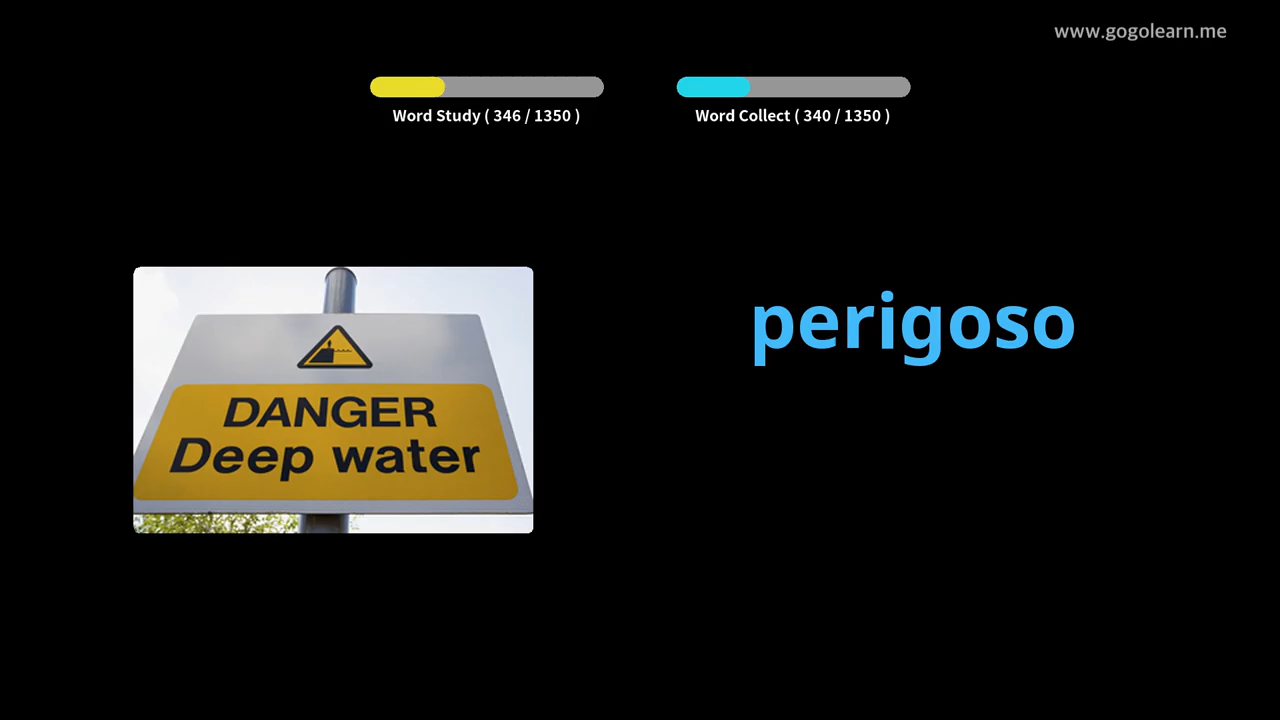 www.gogolearn.me
Word Study ( 346 / 1350 )
Word Collect ( 340 / 1350 )
DANGER
Deep water
perigoso